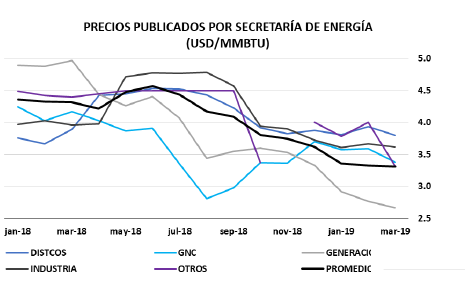 PRECIOS PUBLICADOS POR SECRETARÍA DE ENERGÍA
(USD/MMBTU)
5.0
4.5
4.0
3.5
3.0
2.5
jan-18 mar-18 may-18 jul-18 sep-18 nov-18 jan-19 mar-19
DISTCOS GNC GENERACIO
INDUSTRIA OTROS PROMEDIC